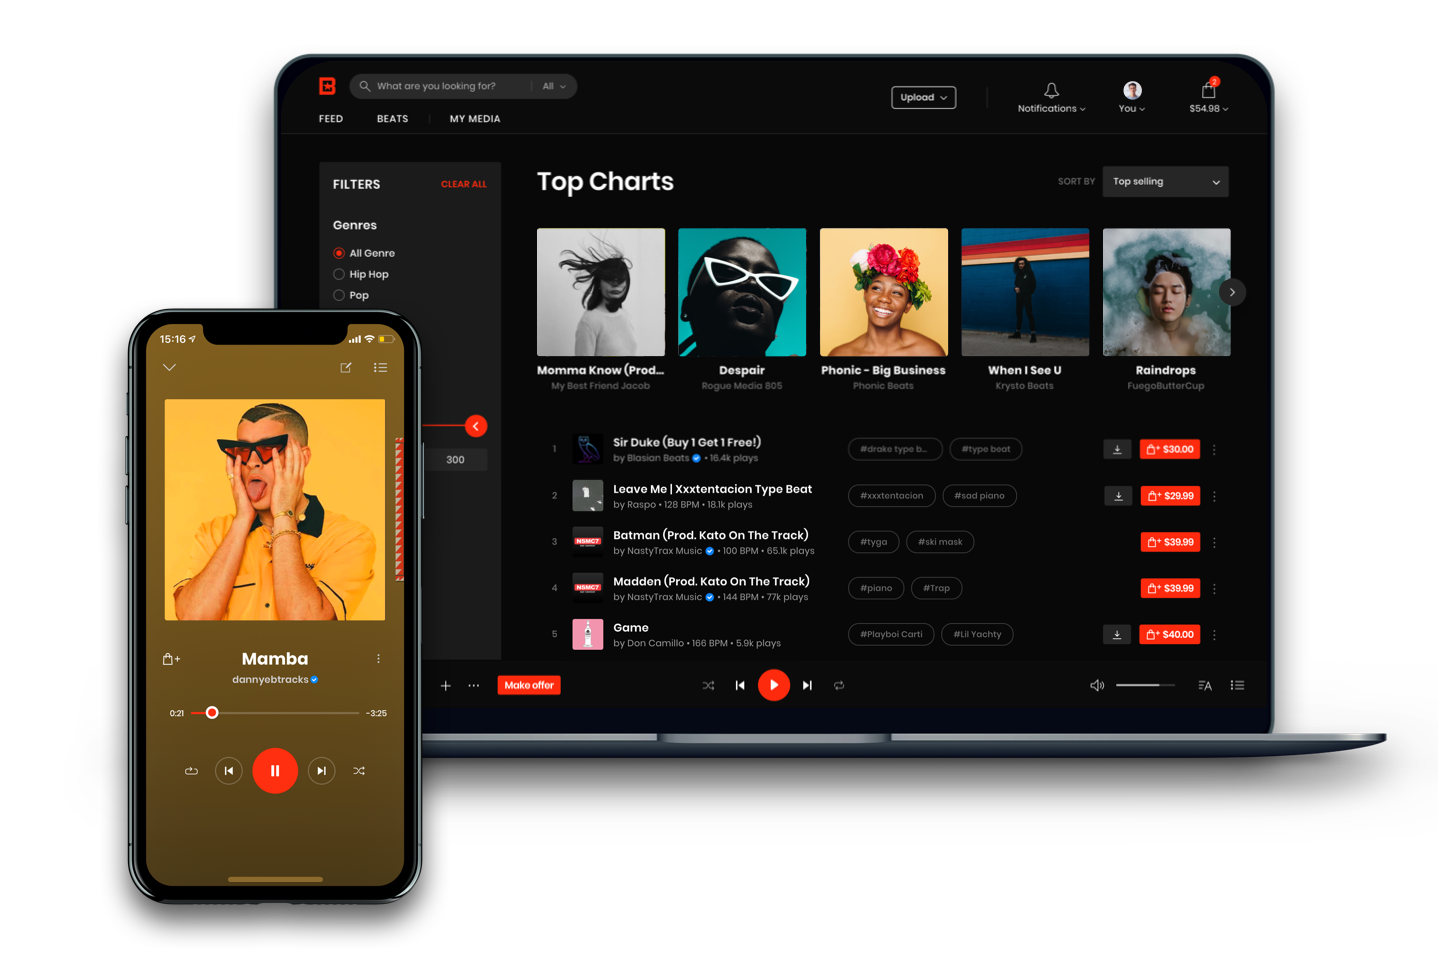 What are you looking for?
All
Upload
Notifications
You
2
$54.98
FEED
BEATS
MY MEDIA
FILTERS
CLEAR ALL
Genres
All Genre
Hip Hop
Pop
300
Top Charts
SORT BY
Top selling
Momma Know (Prod...
My Best Friend Jacob
Despair
Rogue Media 805
Phonic - Big Business
Phonic Beats
When I See U
Krysto Beats
Raindrops
FuegoButterCup
1
Sir Duke (Buy 1 Get 1 Free!)
by Blasian Beats • 16.4k plays
#drake type b...
#type beat
$30.00
2
Leave Me | Xxxtentacion Type Beat
by Raspo • 128 BPM • 18.1k plays
#xxxtentacion
#sad piano
$29.99
3
NSMC7
Batman (Prod. Kato On The Track)
by NastyTrax Music • 100 BPM • 65.1k plays
#tyga
#ski mask
$39.99
4
NSMC7
Madden (Prod. Kato On The Track)
by NastyTrax Music • 144 BPM • 77k plays
#piano
#Trap
$39.99
5
Game
by Don Camillo • 166 BPM • 5.9k plays
#Playboi Carti
#Lil Yachty
$40.00
Make offer
15:16
Mamba
dannyebtracks
0:21
-3:25